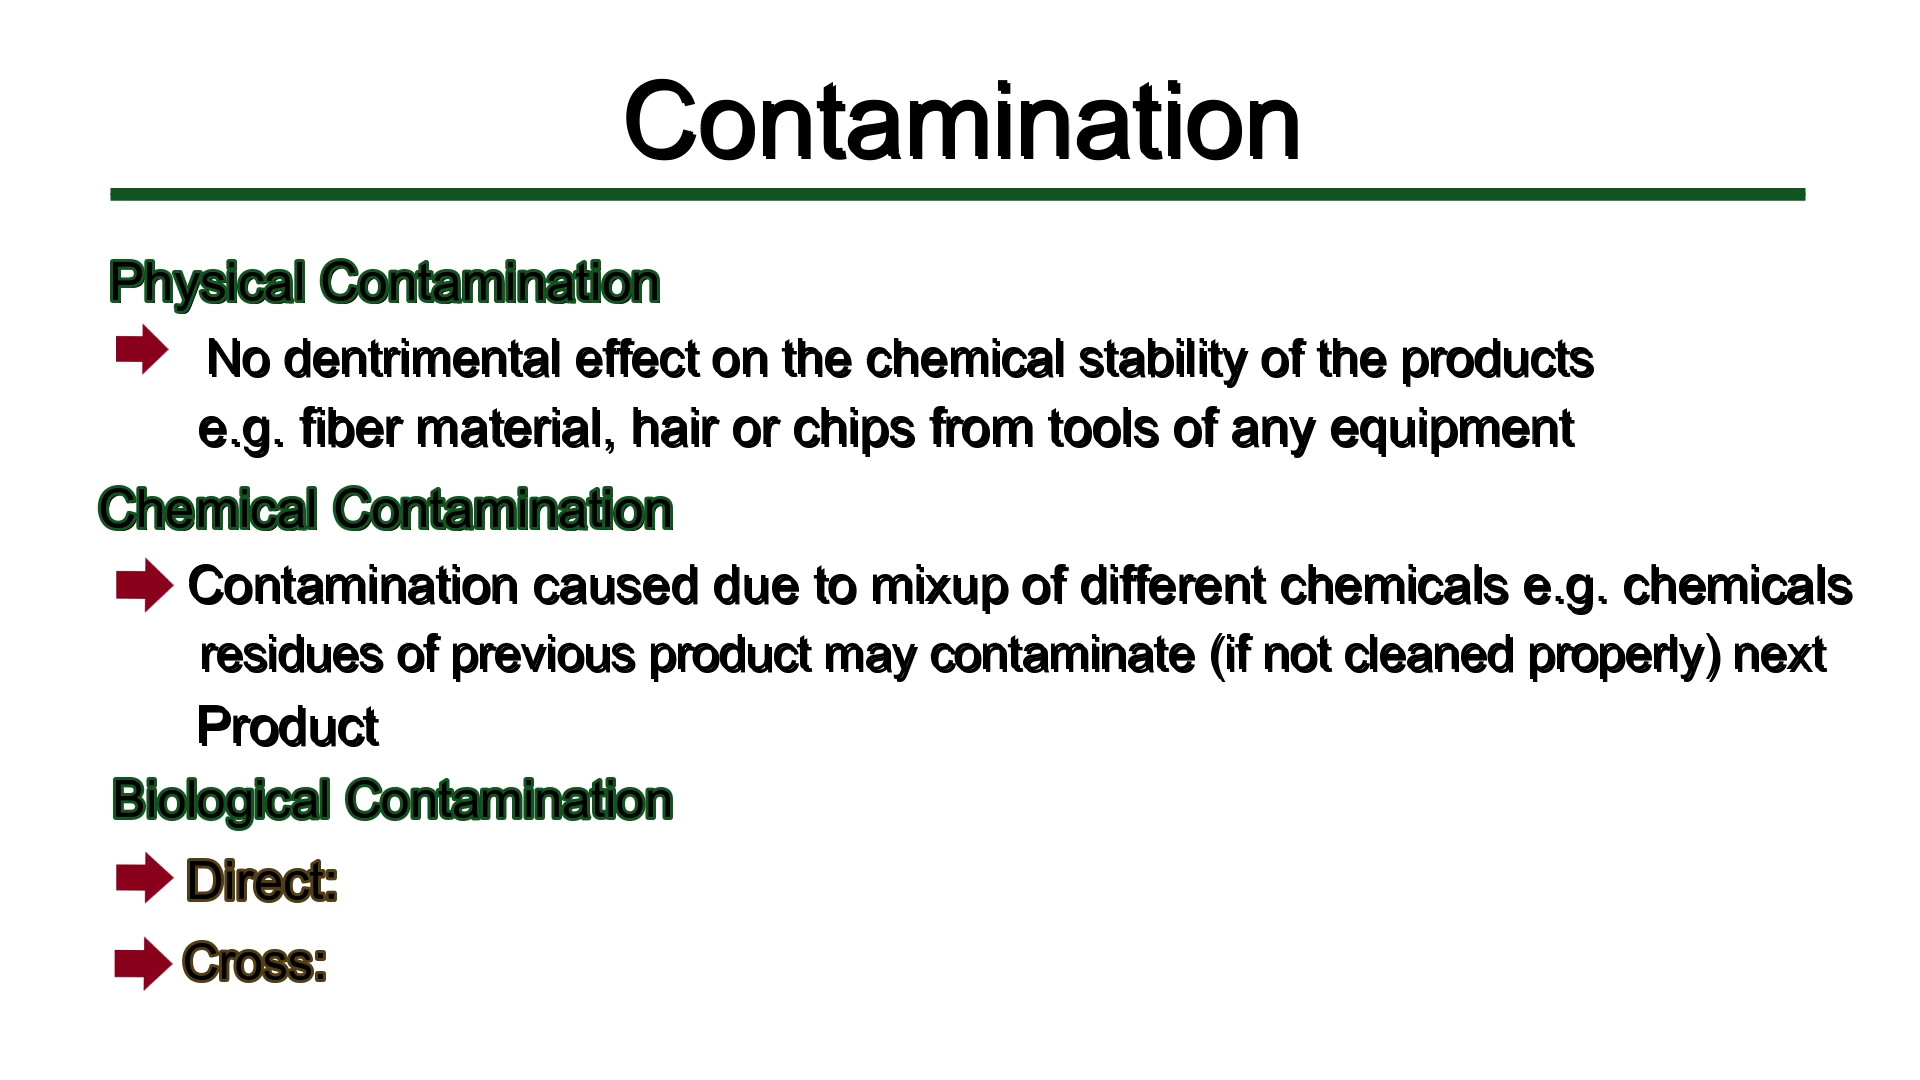 Contamination
Physical Contamination
No dentrimental effect on the chemical stability of the products
e.g. fiber material, hair or chips from tools of any equipment
Chemical Contamination
Contamination caused due to mixup of different chemicals e.g. chemicals
residues of previous product may contaminate (if not cleaned properly) next
Product
Biological Contamination
Direct:
Cross: